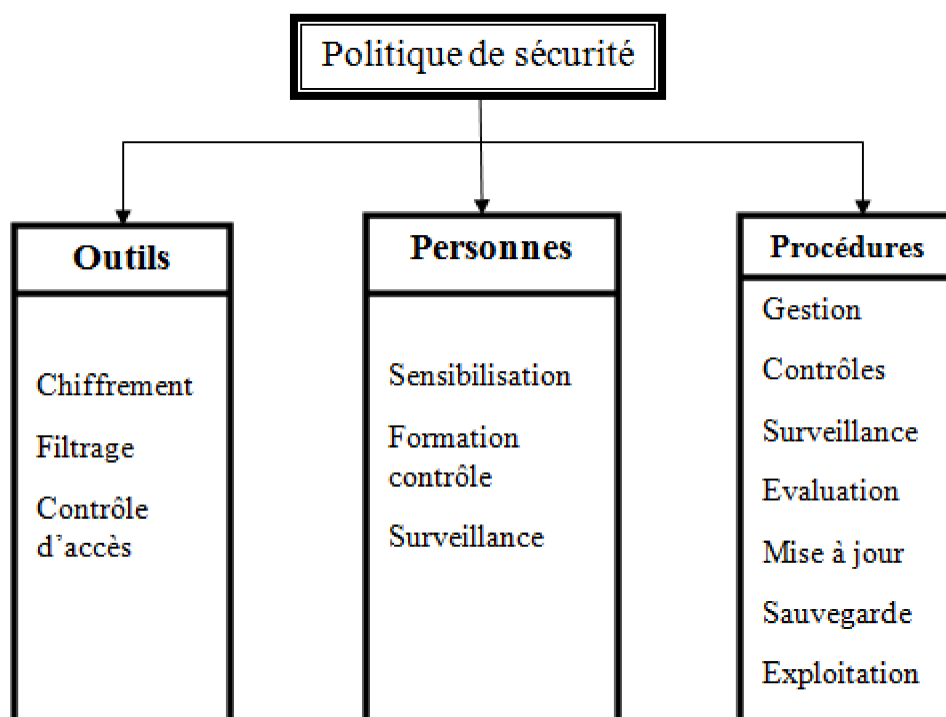 Politique de sécurité
Outils
Chiffrement
Filtrage
Contrôle
d'accès
Personnes
Sensibilisation
Formation
contrôle
Surveillance
Procédures
Gestion
Contrôles
Surveillance
Evaluation
Mise à jour
Sauvegarde
Exploitation